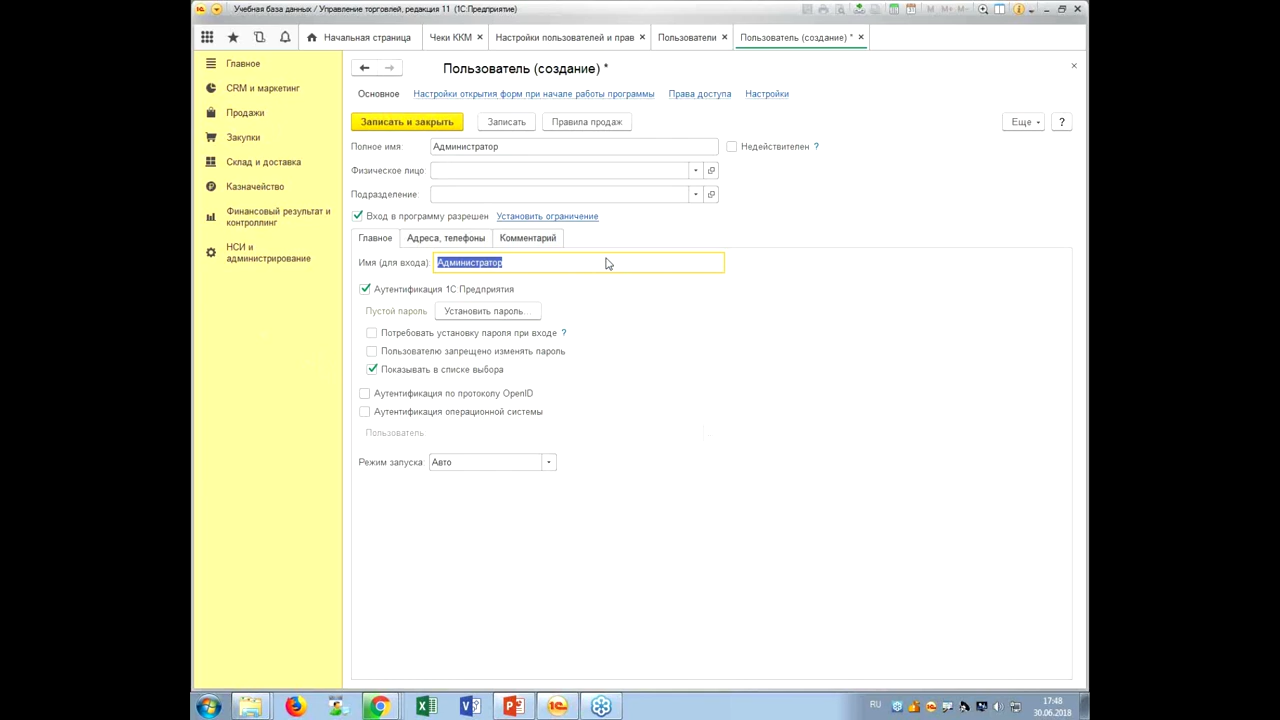 Учебная база данных / Управление торговлей, редакция 11 (1С:Предприятие)
M M+ M-
Начальная страница
Чеки ККМ
Настройки пользователей и прав
Пользователи
Пользователь (создание) *
Главное
CRM и маркетинг
Продажи
Закупки
Склад и доставка
Казначейство
Финансовый результат и
контроллинг
НСИ и
администрирование
Пользователь (создание) *
Основное Настройки открытия форм при начале работы программы Права доступа Настройки
Записать и закрыть Записать Правила продаж Еще ?
Полное имя: Администратор Недействителен ?
Физическое лицо:
Подразделение:
Вход в программу разрешен Установить ограничение
Главное Адреса, телефоны Комментарий
Имя (для входа): Администратор
Аутентификация 1С:Предприятия
Пустой пароль Установить пароль...
Потребовать установку пароля при входе ?
Пользователю запрещено изменять пароль
Показывать в списке выбора
Аутентификация по протоколу OpenID
Аутентификация операционной системы
Пользователь
Режим запуска: Авто
RU
17:48
30.06.2018